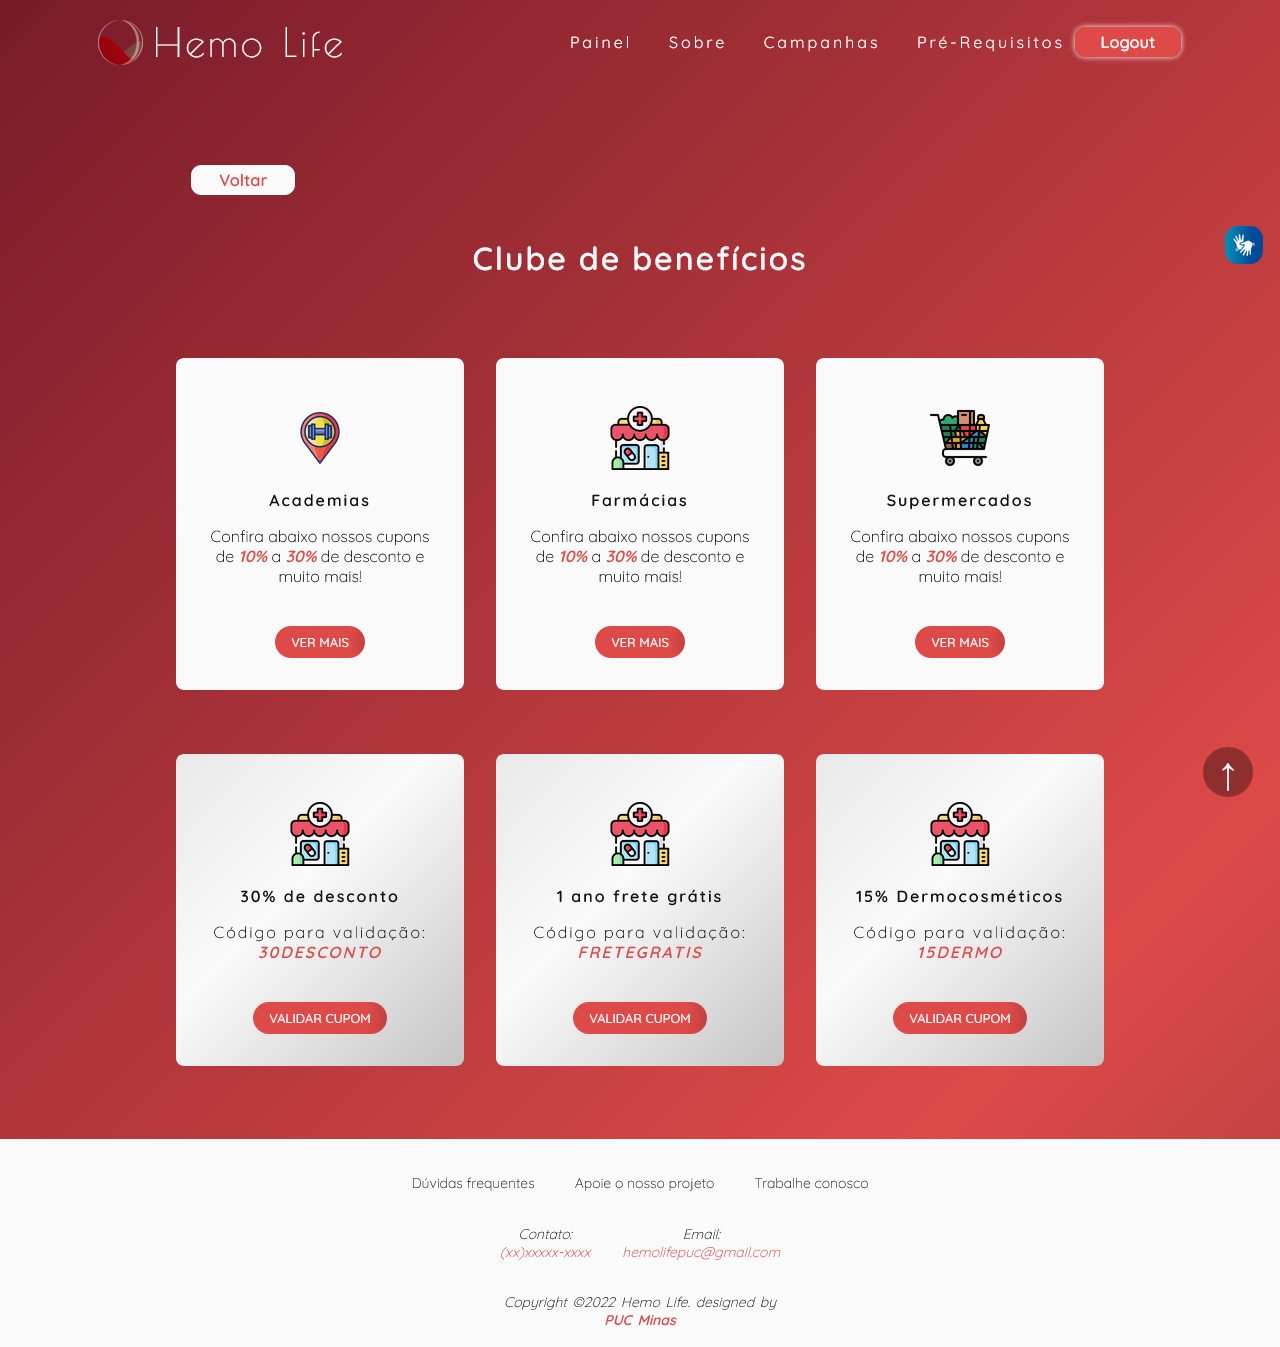 Hemo Life
Painel Sobre Campanhas Pré-Requisitos Logout
Voltar
Clube de benefícios
Academias
Confira abaixo nossos cupons
de 10% a 30% de desconto e
muito mais!
VER MAIS
Farmácias
Confira abaixo nossos cupons
de 10% a 30% de desconto e
muito mais!
VER MAIS
Supermercados
Confira abaixo nossos cupons
de 10% a 30% de desconto e
muito mais!
VER MAIS
30% de desconto
Código para validação:
30DESCONTO
VALIDAR CUPOM
1 ano frete grátis
Código para validação:
FRETEGRATIS
VALIDAR CUPOM
15% Dermocosméticos
Código para validação:
15DERMO
VALIDAR CUPOM
Dúvidas frequentes Apoie o nosso projeto Trabalhe conosco
Contato:
(xx)xxxxx-xxxx
Email:
hemolifepuc@gmail.com
Copyright ©2022 Hemo Life. designed by
PUC Minas